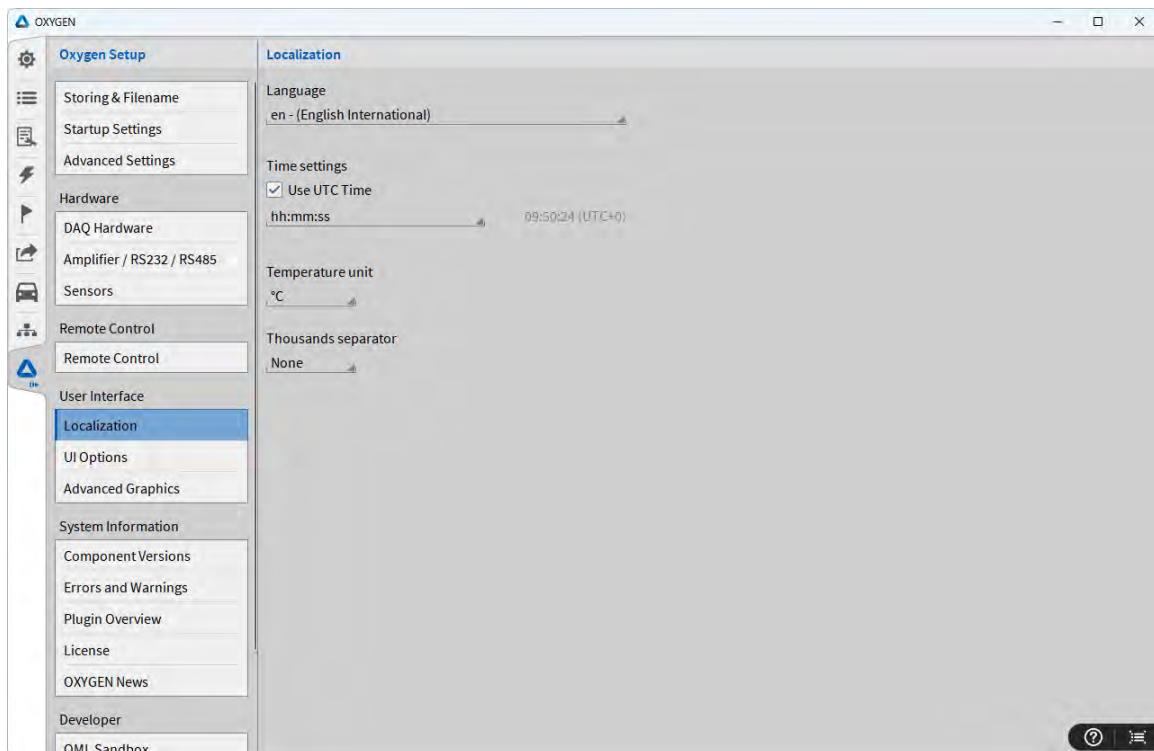 OXYGEN
Oxygen Setup
Storing & Filename
Startup Settings
Advanced Settings
Hardware
DAQ Hardware
Amplifier / RS232 / RS485
Sensors
Remote Control
Remote Control
User Interface
Localization
UI Options
Advanced Graphics
System Information
Component Versions
Errors and Warnings
Plugin Overview
License
OXYGEN News
Developer
QML Sandbox
Localization
Language
en - (English International)
Time settings
Use UTC Time
hh:mm:ss 09:50:24 (UTC+0)
Temperature unit
°C
Thousands separator
None